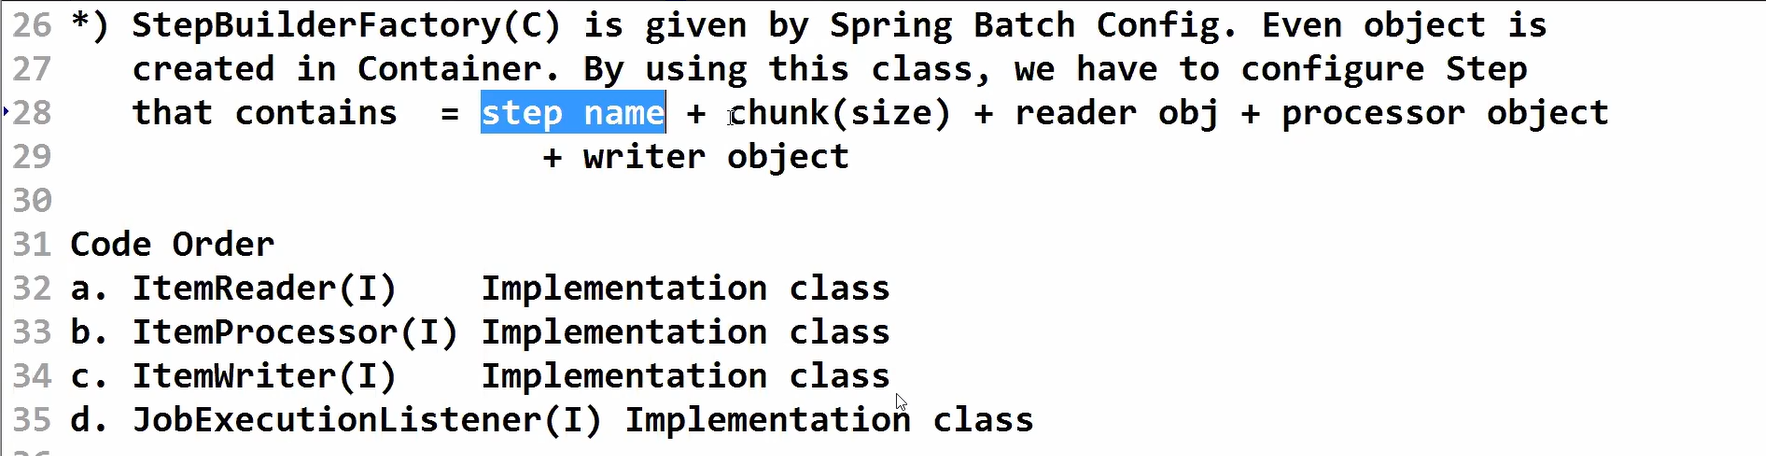 26 *) StepBuilderFactory(C) is given by Spring Batch Config. Even object is
27 created in Container. By using this class, we have to configure Step
28 that contains = step name + chunk(size) + reader obj + processor object
29 + writer object
30
31 Code Order
32 a. ItemReader(I) Implementation class
33 b. ItemProcessor(I) Implementation class
34 c. ItemWriter(I) Implementation class
35 d. JobExecutionListener(I) Implementation class